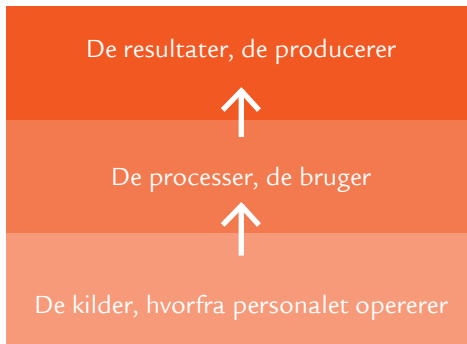 De resultater, de producerer
De processer, de bruger
De kilder, hvorfra personalet opererer